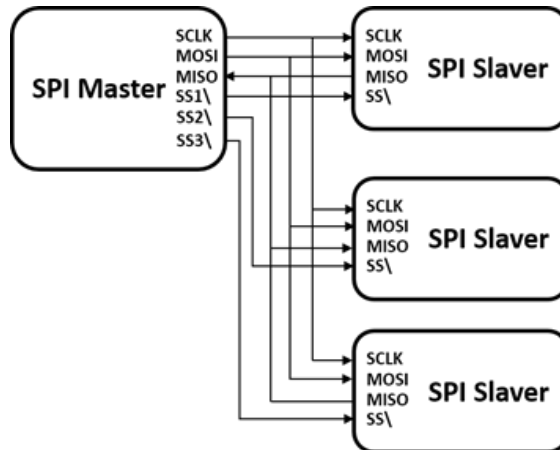 SPI Master
SCLK
MOSI
MISO
SS1\
SS2\
SS3\
SCLK
MOSI
MISO
SS\
SPI Slaver
SCLK
MOSI
MISO
SS\
SPI Slaver
SCLK
MOSI
MISO
SS\
SPI Slaver